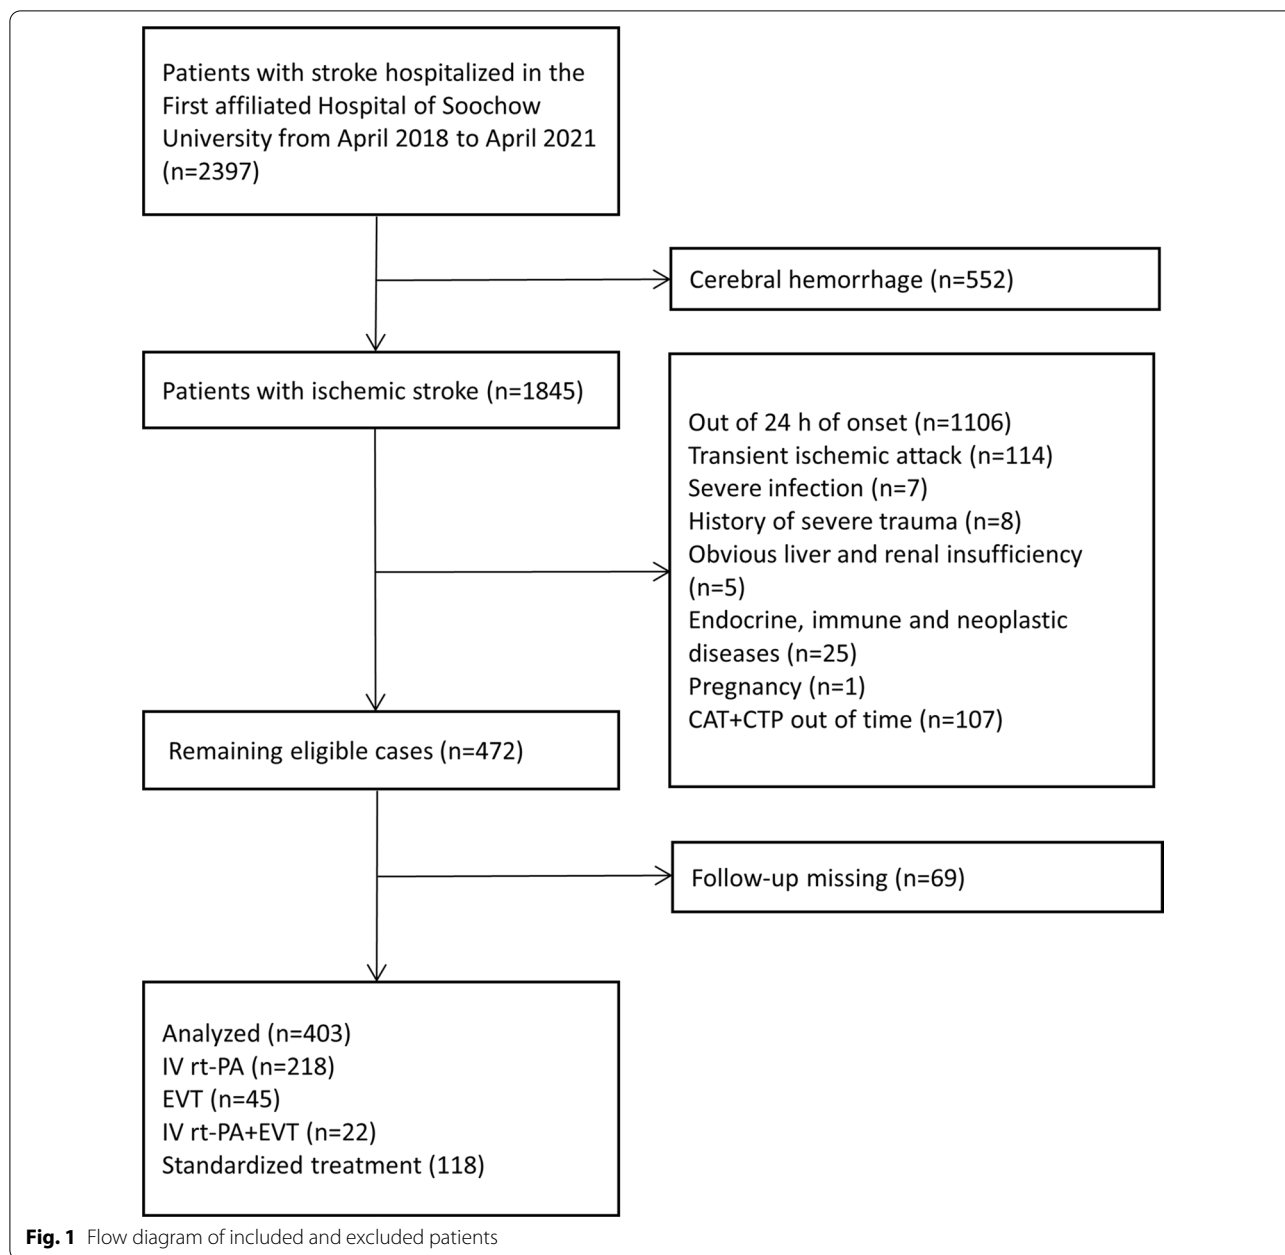 Patients with stroke hospitalized in the
First affiliated Hospital of Soochow
University from April 2018 to April 2021
(n=2397)
Cerebral hemorrhage (n=552)
Patients with ischemic stroke (n=1845)
Out of 24 h of onset (n=1106)
Transient ischemic attack (n=114)
Severe infection (n=7)
History of severe trauma (n=8)
Obvious liver and renal insufficiency
(n=5)
Endocrine, immune and neoplastic
diseases (n=25)
Pregnancy (n=1)
CAT+CTP out of time (n=107)
Remaining eligible cases (n=472)
Follow-up missing (n=69)
Analyzed (n=403)
IV rt-PA (n=218)
EVT (n=45)
IV rt-PA+EVT (n=22)
Standardized treatment (118)
Fig. 1 Flow diagram of included and excluded patients